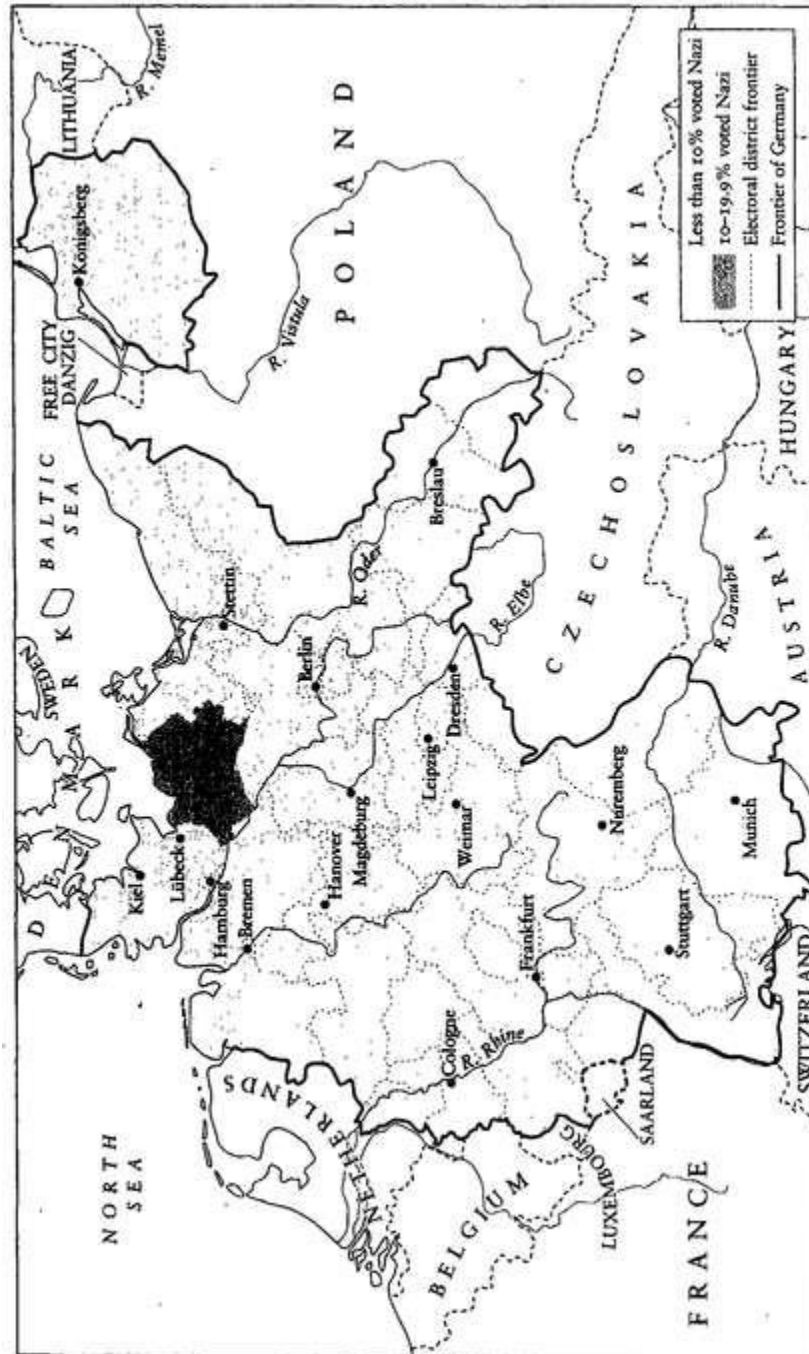 NORTH
SEA
DENMARK
SWEDEN
BALTIC
SEA
FREE CITY
DANZIG
LITHUANIA
R. Memel
Königsberg
Kiel
Lübeck
Hamburg
Bremen
Stettin
NETHERLANDS
Hanover
Magdeburg
Berlin
R. Oder
R. Vistula
POLAND
BELGIUM
Cologne
R. Rhine
Weimar
Leipzig
Dresden
R. Elbe
Breslau
LUXEMBOURG
SAARLAND
Frankfurt
Nuremberg
CZECHOSLOVAKIA
FRANCE
Stuttgart
Munich
R. Danube
SWITZERLAND
AUSTRIA
HUNGARY
Less than 10% voted Nazi
10–19.9% voted Nazi
Electoral district frontier
Frontier of Germany